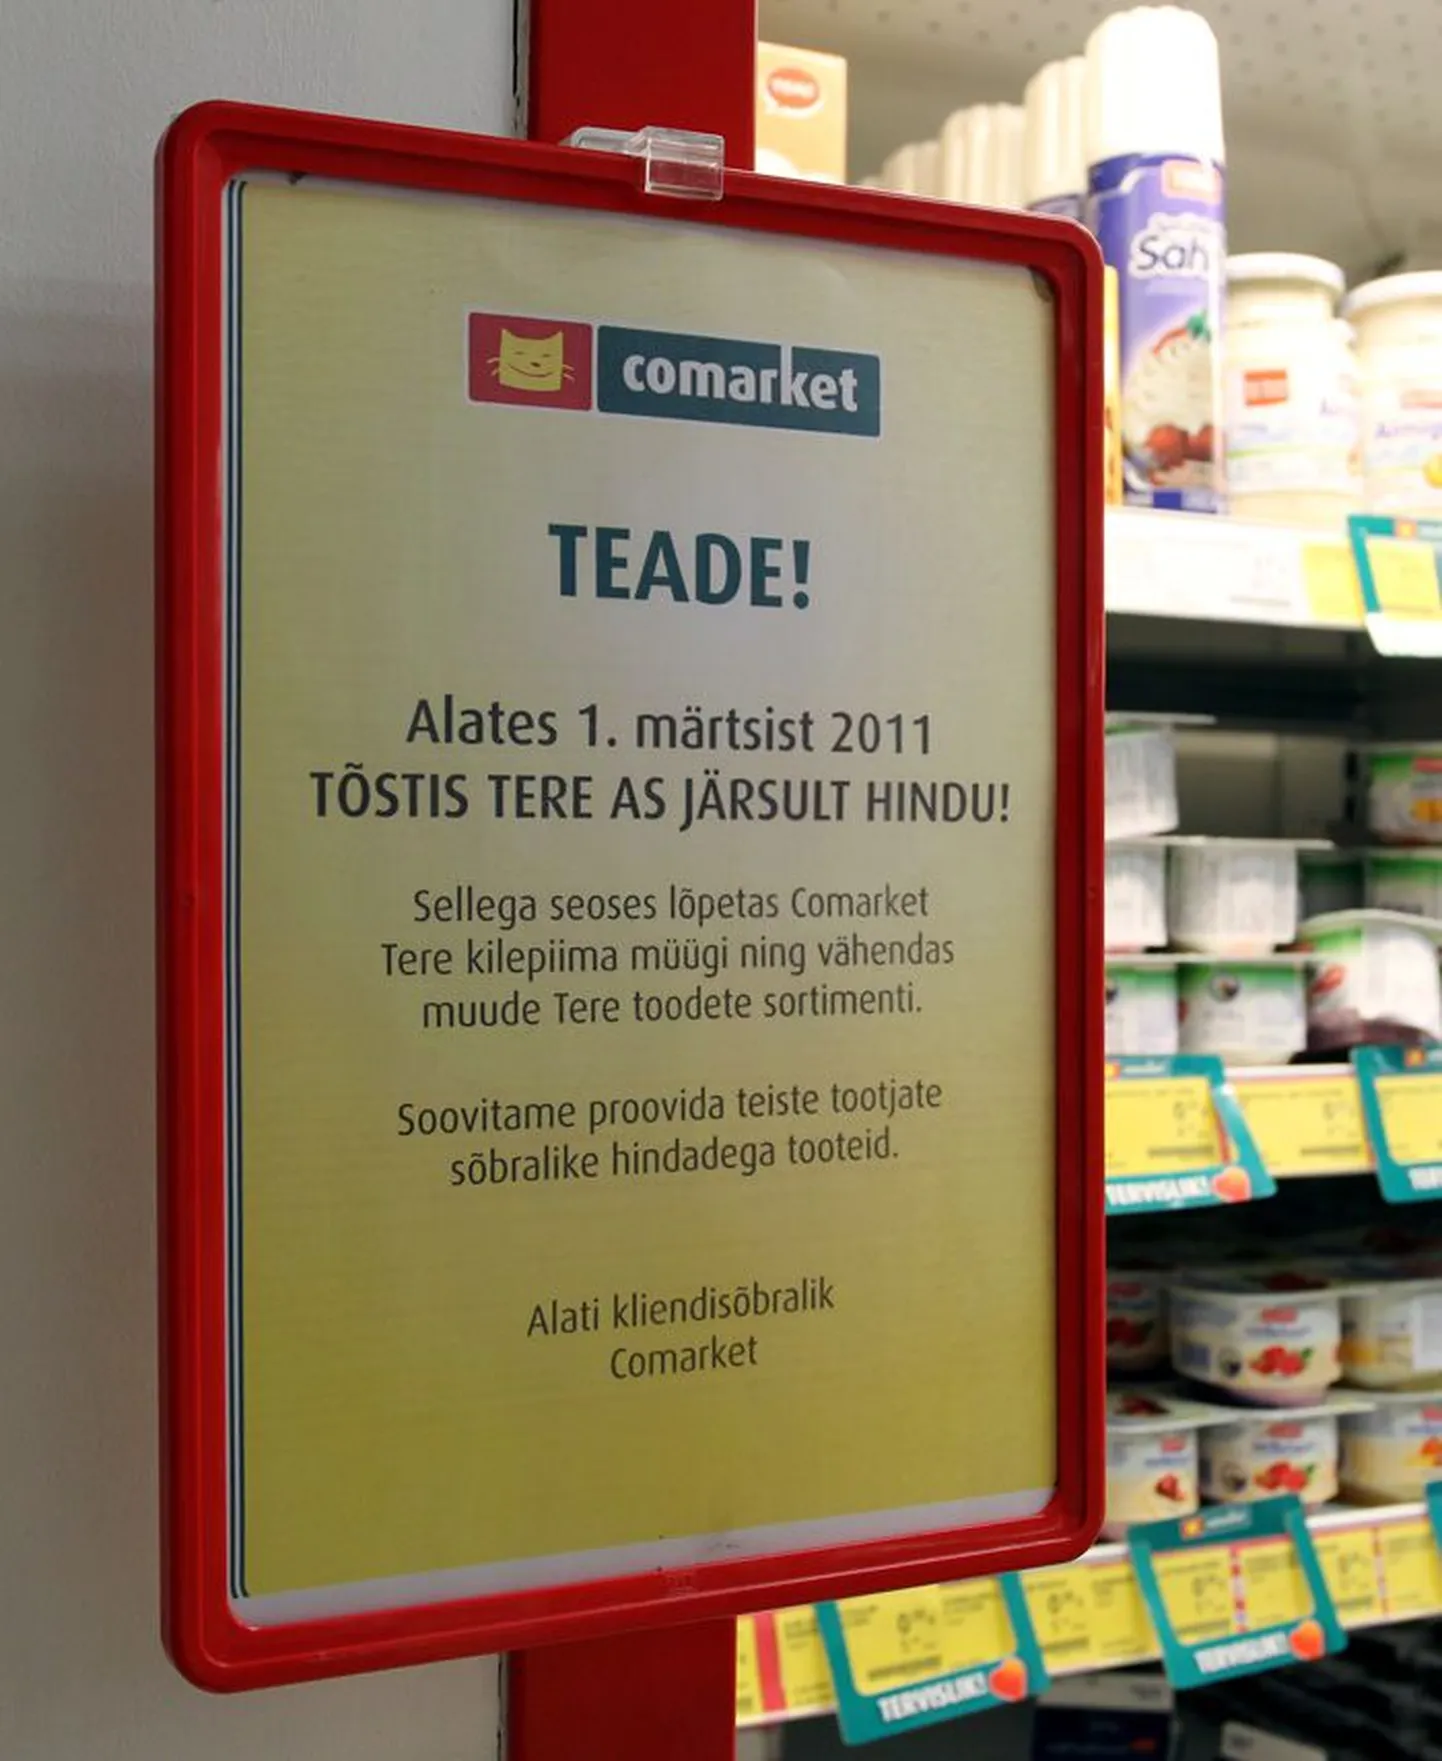 comarket
TEADE!
Alates 1. märtsist 2011
TÕSTIS TERE AS JÄRSULT HINDU!
Sellega seoses lõpetas Comarket
Tere kilepiima müügi ning vähendas
muude Tere toodete sortimenti.
Soovitame proovida teiste tootjate
sõbralike hindadega tooteid.
Alati kliendisõbralik
Comarket
Sah
TERVISLIK!
TERVISLIK!
TERVISLIK!